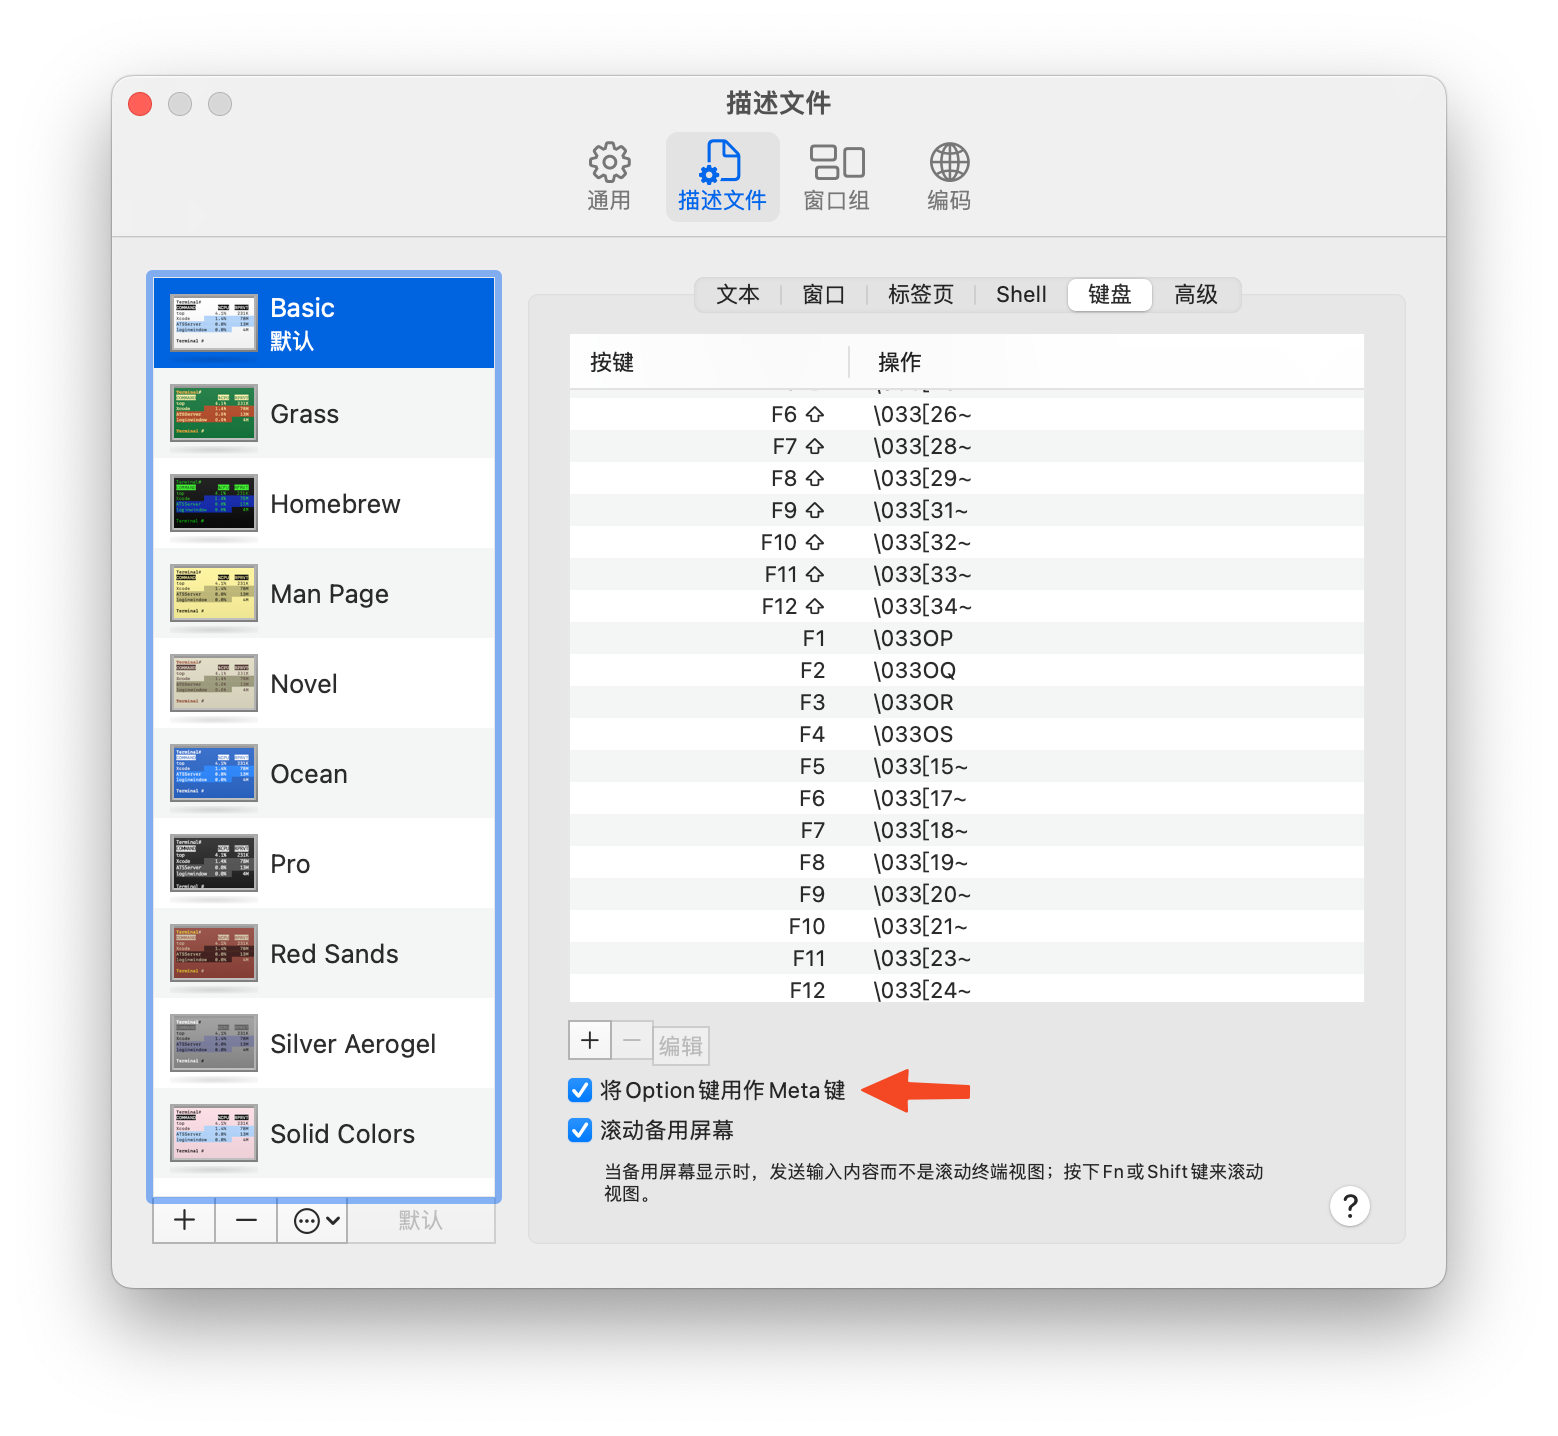 描述文件
通用
描述文件
窗口组
编码
Basic
默认
Grass
Homebrew
Man Page
Novel
Ocean
Pro
Red Sands
Silver Aerogel
Solid Colors
默认
文本
窗口
标签页
Shell
键盘
高级
按键 操作
F6 ⇧ \033[26~
F7 ⇧ \033[28~
F8 ⇧ \033[29~
F9 ⇧ \033[31~
F10 ⇧ \033[32~
F11 ⇧ \033[33~
F12 ⇧ \033[34~
F1 \033OP
F2 \033OQ
F3 \033OR
F4 \033OS
F5 \033[15~
F6 \033[17~
F7 \033[18~
F8 \033[19~
F9 \033[20~
F10 \033[21~
F11 \033[23~
F12 \033[24~
编辑
将Option键用作Meta键
滚动备用屏幕
当备用屏幕显示时，发送输入内容而不是滚动终端视图；按下Fn或Shift键来滚动
视图。
?